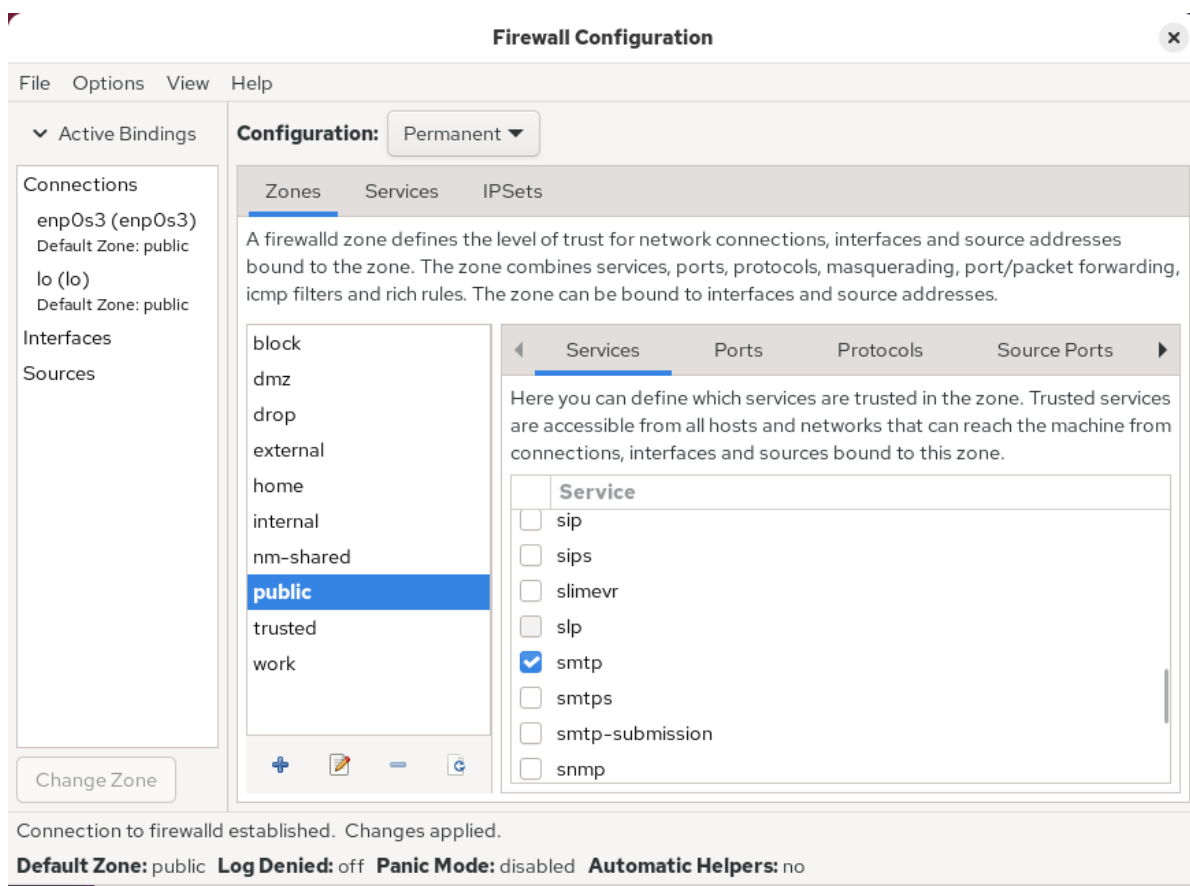 Firewall Configuration
File Options View Help
Active Bindings
Configuration: Permanent
Connections
enp0s3 (enp0s3)
Default Zone: public
lo (lo)
Default Zone: public
Interfaces
Sources
Change Zone
Zones Services IPSets
A firewalld zone defines the level of trust for network connections, interfaces and source addresses
bound to the zone. The zone combines services, ports, protocols, masquerading, port/packet forwarding,
icmp filters and rich rules. The zone can be bound to interfaces and source addresses.
block
dmz
drop
external
home
internal
nm-shared
public
trusted
work
Services Ports Protocols Source Ports
Here you can define which services are trusted in the zone. Trusted services
are accessible from all hosts and networks that can reach the machine from
connections, interfaces and sources bound to this zone.
Service
sip
sips
slimevr
slp
smtp
smtps
smtp-submission
snmp
Connection to firewalld established. Changes applied.
Default Zone: public Log Denied: off Panic Mode: disabled Automatic Helpers: no